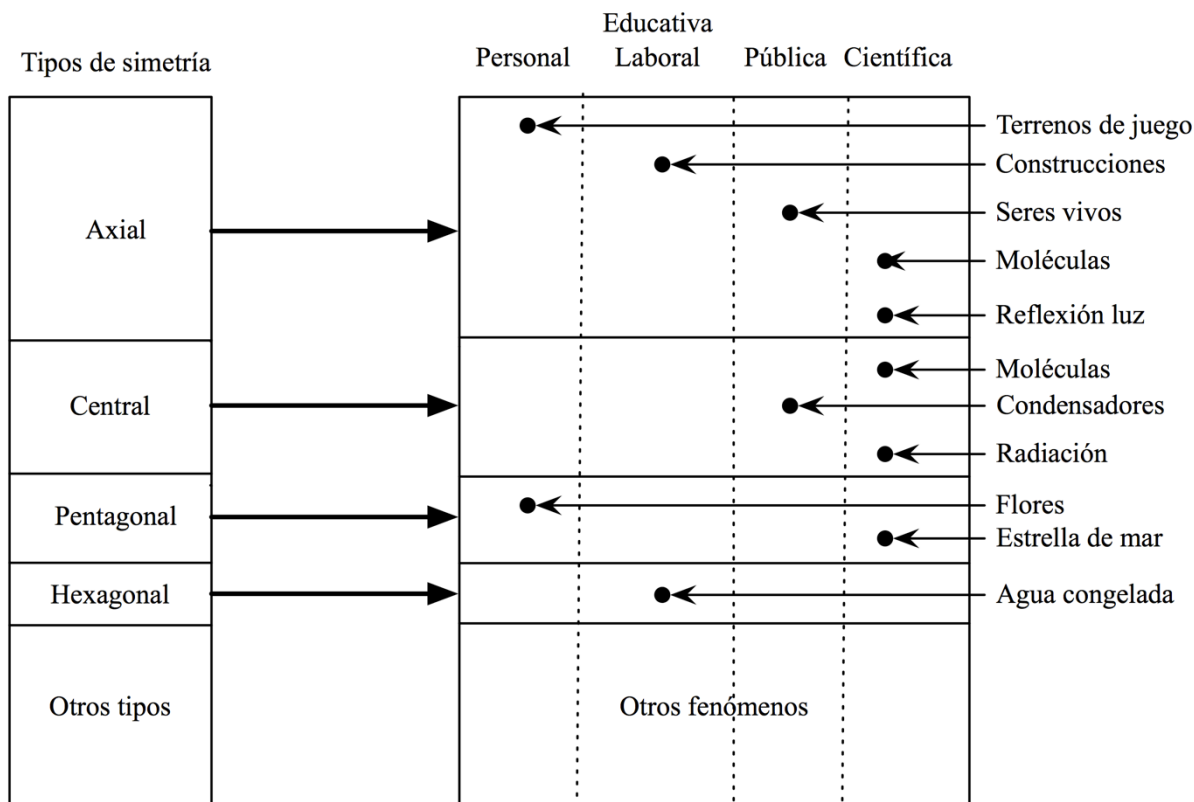 Educativa
Tipos de simetría
Personal Laboral Pública Científica
Terrenos de juego
Construcciones
Seres vivos
Axial
Moléculas
Reflexión luz
Moléculas
Central
Condensadores
Radiación
Flores
Pentagonal
Estrella de mar
Hexagonal
Agua congelada
Otros tipos
Otros fenómenos